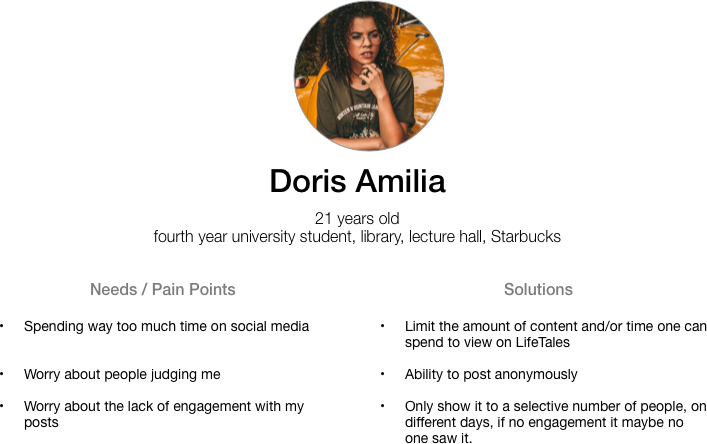 Doris Amilia
21 years old
fourth year university student, library, lecture hall, Starbucks
Needs / Pain Points
• Spending way too much time on social media
• Worry about people judging me
• Worry about the lack of engagement with my
posts
Solutions
• Limit the amount of content and/or time one can
spend to view on LifeTales
• Ability to post anonymously
• Only show it to a selective number of people, on
different days, if no engagement it maybe no
one saw it.